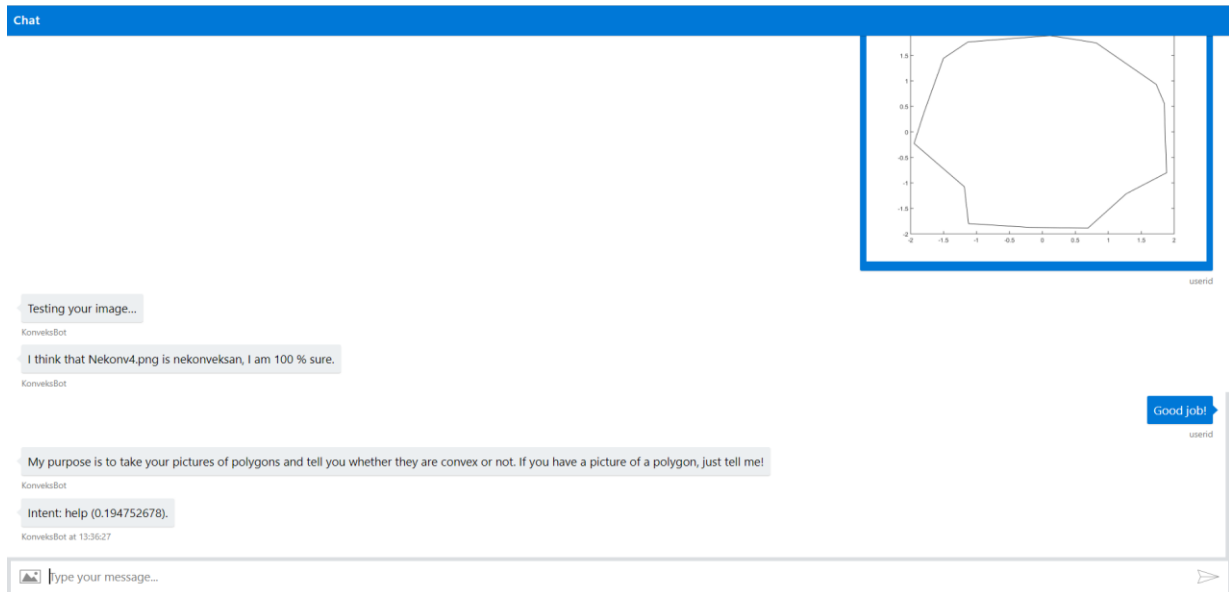 Chat
1.5
1
0.5
0
-0.5
-1
-1.5
-2
-2 -1.5 -1 -0.5 0 0.5 1 1.5 2
userid
Testing your image...
KonveksBot
I think that Nekonv4.png is nekonveksan, I am 100 % sure.
KonveksBot
Good job!
userid
My purpose is to take your pictures of polygons and tell you whether they are convex or not. If you have a picture of a polygon, just tell me!
KonveksBot
Intent: help (0.194752678).
KonveksBot at 13:36:27
Type your message...